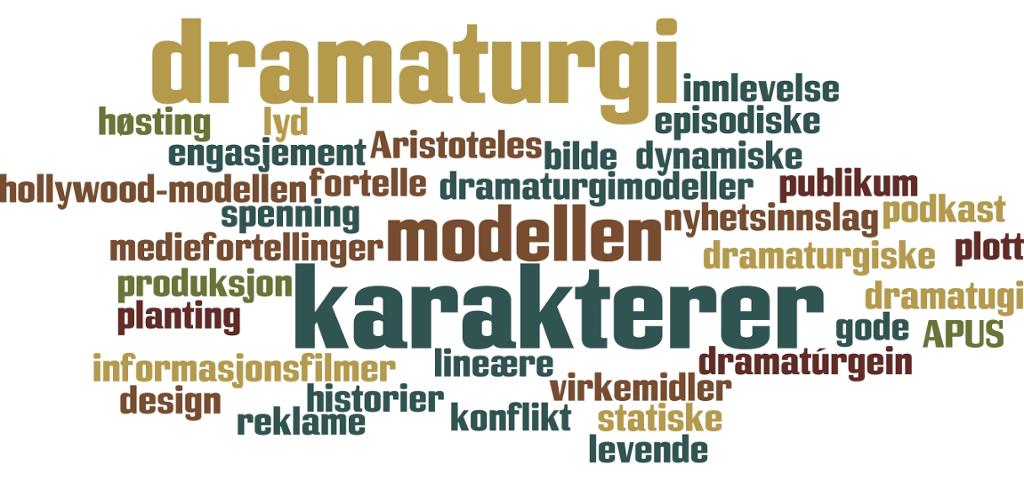 dramaturgi
innlevelse
høsting lyd episodiske
engasjement Aristoteles bilde dynamiske
hollywood-modellen fortelle dramaturgimodeller publikum
spenning modellen nyhetsinnslag podkast
mediefortellinger dramaturgiske plott
produksjon karakterer dramatugi
planting gode APUS
informasjonsfilmer lineære dramatúrgein
design historier virkemidler
reklame konflikt statiske
levende